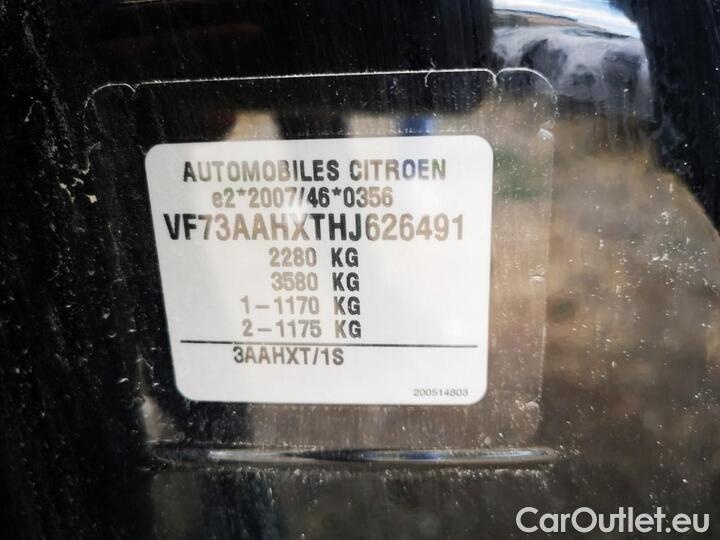 AUTOMOBILES CITROEN
e2*2007/46*0356
VF73AAHXTHJ626491
2280 KG
3580 KG
1-1170 KG
2-1175 KG
3AAHXT/1S
200514803
CarOutlet.eu